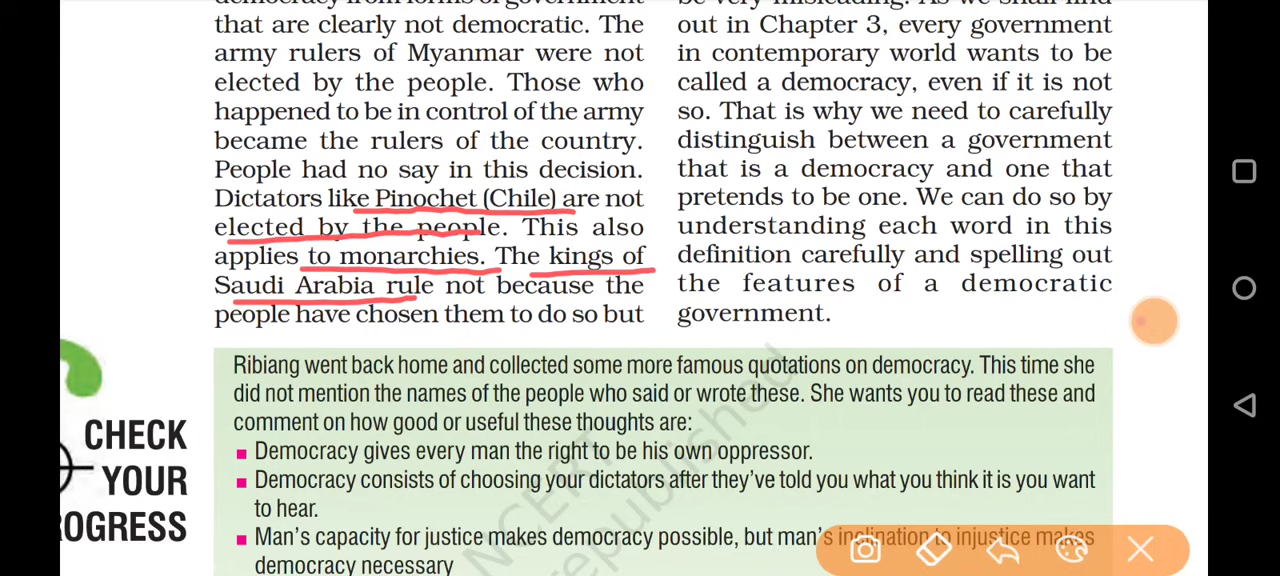 that are clearly not democratic. The
army rulers of Myanmar were not
elected by the people. Those who
happened to be in control of the army
became the rulers of the country.
People had no say in this decision.
Dictators like Pinochet (Chile) are not
elected by the people. This also
applies to monarchies. The kings of
Saudi Arabia rule not because the
people have chosen them to do so but
out in Chapter 3, every government
in contemporary world wants to be
called a democracy, even if it is not
so. That is why we need to carefully
distinguish between a government
that is a democracy and one that
pretends to be one. We can do so by
understanding each word in this
definition carefully and spelling out
the features of a democratic
government.
CHECK
YOUR
OGRESS
Ribiang went back home and collected some more famous quotations on democracy. This time she
did not mention the names of the people who said or wrote these. She wants you to read these and
comment on how good or useful these thoughts are:
Democracy gives every man the right to be his own oppressor.
Democracy consists of choosing your dictators after they've told you what you think it is you want
to hear.
Man's capacity for justice makes democracy possible, but man's inclination to injustice makes
democracy necessary
NCERT
republished